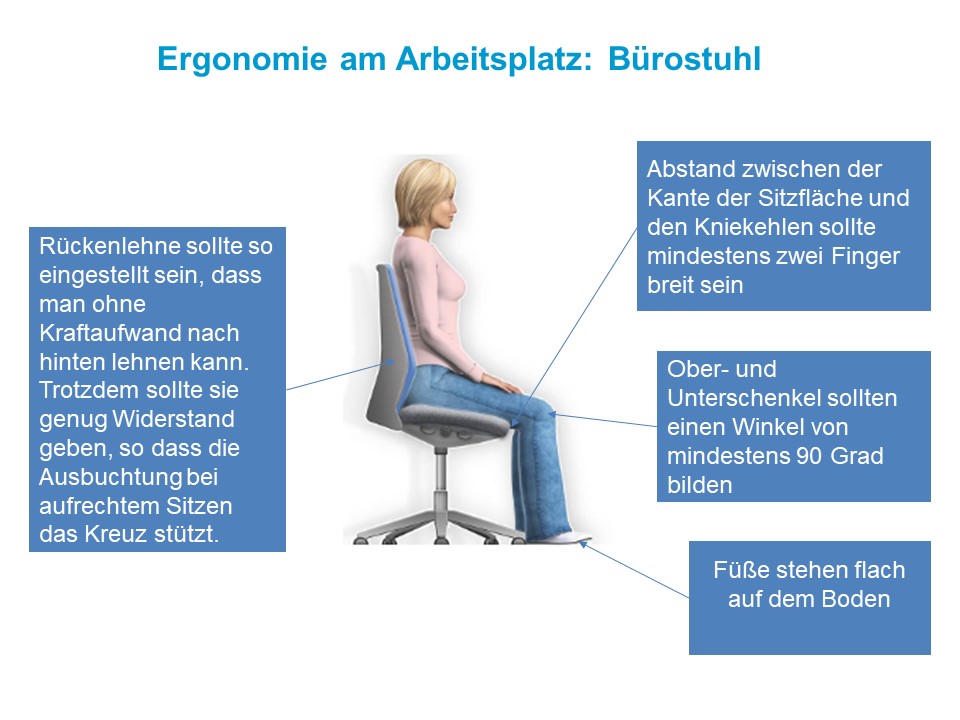 Ergonomie am Arbeitsplatz: Bürostuhl
Rückenlehne sollte so
eingestellt sein, dass
man ohne
Kraftaufwand nach
hinten lehnen kann.
Trotzdem sollte sie
genug Widerstand
geben, so dass die
Ausbuchtung bei
aufrechtem Sitzen
das Kreuz stützt.
Abstand zwischen der
Kante der Sitzfläche und
den Kniekehlen sollte
mindestens zwei Finger
breit sein
Ober- und
Unterschenkel sollten
einen Winkel von
mindestens 90 Grad
bilden
Füße stehen flach
auf dem Boden